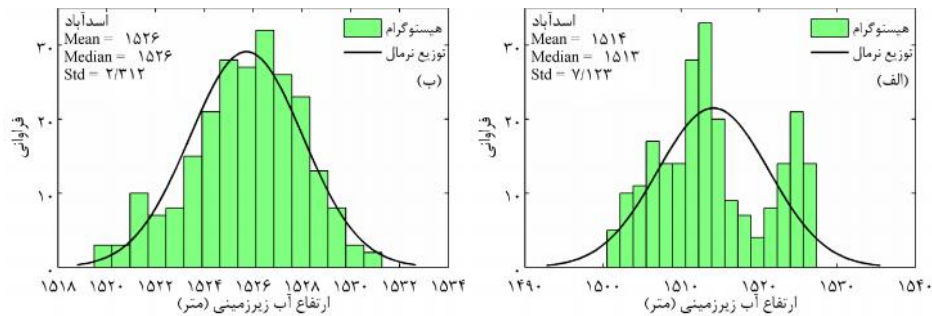 اسدآباد
Mean = ۱۵۱۴
Median = ۱۵۱۳
Std = ۷/۱۲۳
هیستوگرام
توزیع نرمال
(الف)
فراوانی
۳۰
۲۰
۱۰
۰
۱۴۹۰ ۱۵۰۰ ۱۵۱۰ ۱۵۲۰ ۱۵۳۰ ۱۵۴۰
ارتفاع آب زیرزمینی (متر)
اسدآباد
Mean = ۱۵۲۶
Median = ۱۵۲۶
Std = ۲/۳۱۲
هیستوگرام
توزیع نرمال
(ب)
فراوانی
۳۰
۲۰
۱۰
۰
۱۵۱۸ ۱۵۲۰ ۱۵۲۲ ۱۵۲۴ ۱۵۲۶ ۱۵۲۸ ۱۵۳۰ ۱۵۳۲ ۱۵۳۴
ارتفاع آب زیرزمینی (متر)